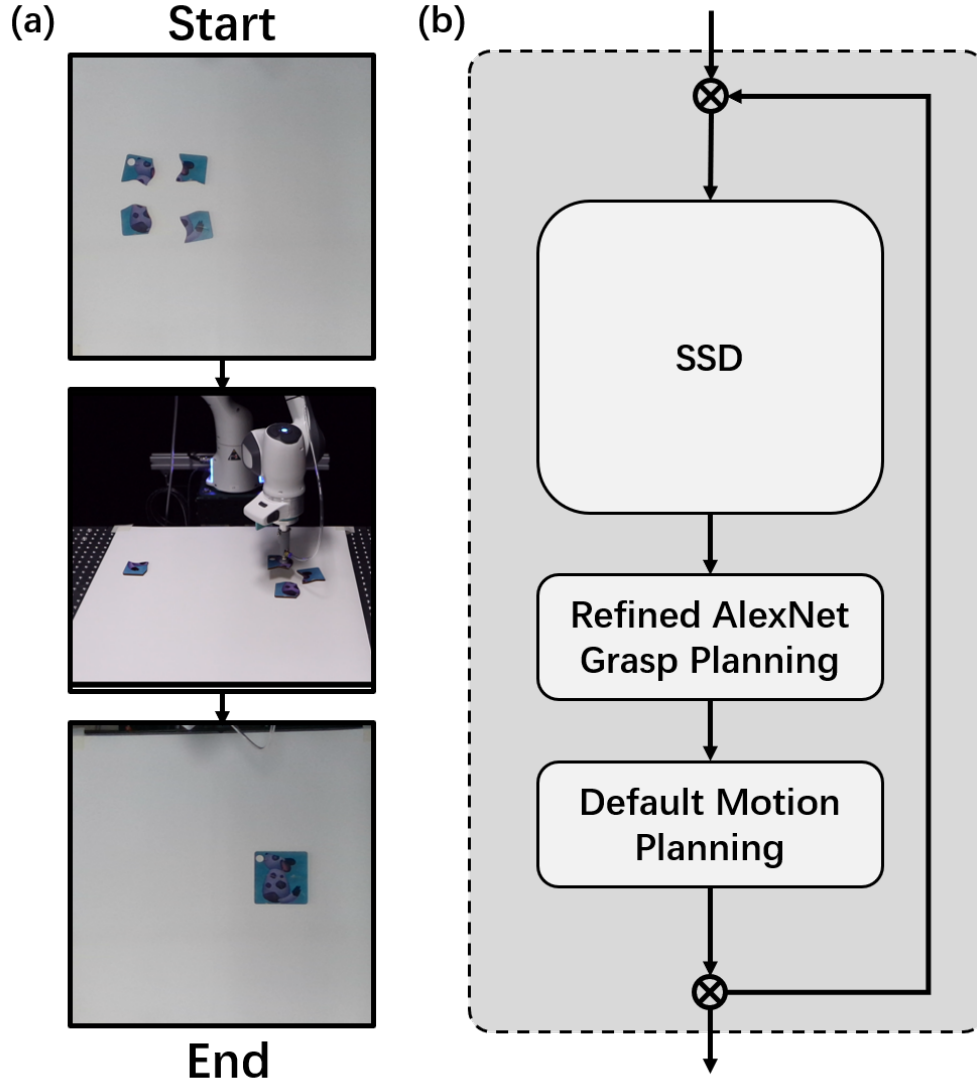 (a)
Start
End
(b)
SSD
Refined AlexNet
Grasp Planning
Default Motion
Planning